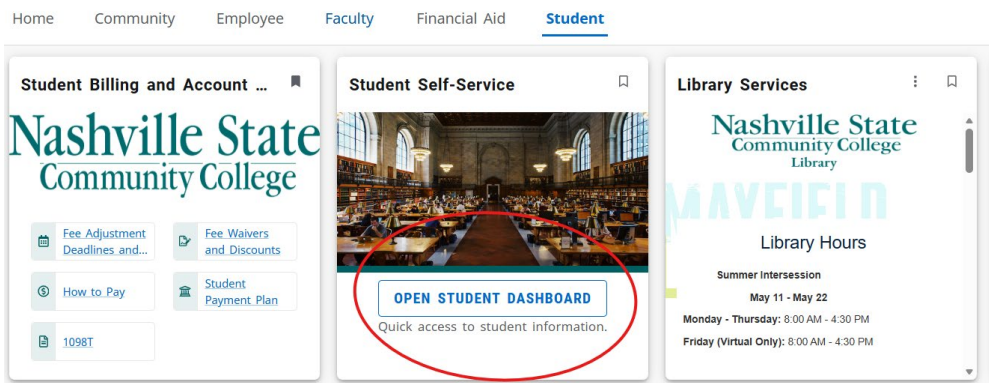 Home Community Employee Faculty Financial Aid Student
Student Billing and Account ...
Nashville State
Community College
Fee Adjustment
Deadlines and...
Fee Waivers
and Discounts
How to Pay
Student
Payment Plan
1098T
Student Self-Service
OPEN STUDENT DASHBOARD
Quick access to student information.
Library Services
Nashville State
Community College
Library
MAYFIELD
Library Hours
Summer Intersession
May 11 - May 22
Monday - Thursday: 8:00 AM - 4:30 PM
Friday (Virtual Only): 8:00 AM - 4:30 PM